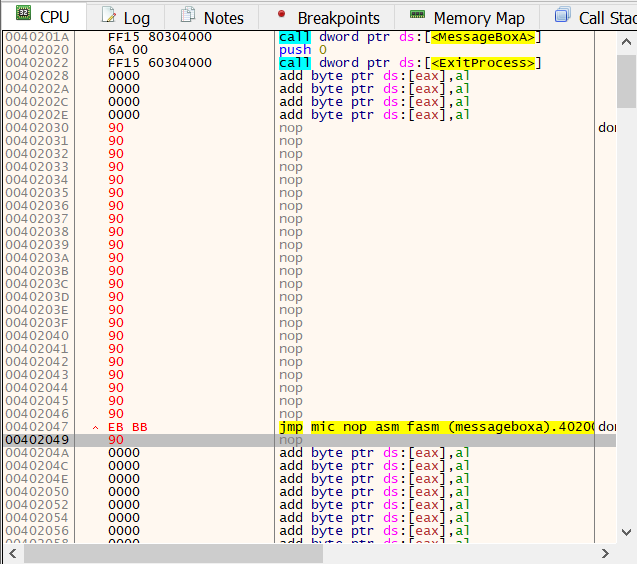 CPU Log Notes Breakpoints Memory Map Call Stac
0040201A FF15 80304000 call dword ptr ds:[<MessageBoxA>]
00402020 6A 00 push 0
00402022 FF15 60304000 call dword ptr ds:[<ExitProcess>]
00402028 0000 add byte ptr ds:[eax],al
0040202A 0000 add byte ptr ds:[eax],al
0040202C 0000 add byte ptr ds:[eax],al
0040202E 0000 add byte ptr ds:[eax],al
00402030 90 nop dor
00402031 90 nop
00402032 90 nop
00402033 90 nop
00402034 90 nop
00402035 90 nop
00402036 90 nop
00402037 90 nop
00402038 90 nop
00402039 90 nop
0040203A 90 nop
0040203B 90 nop
0040203C 90 nop
0040203D 90 nop
0040203E 90 nop
0040203F 90 nop
00402040 90 nop
00402041 90 nop
00402042 90 nop
00402043 90 nop
00402044 90 nop
00402045 90 nop
00402046 90 nop
00402047 EB BB jmp mic nop asm fasm (messageboxa).40200 dor
00402049 90 nop
0040204A 0000 add byte ptr ds:[eax],al
0040204C 0000 add byte ptr ds:[eax],al
0040204E 0000 add byte ptr ds:[eax],al
00402050 0000 add byte ptr ds:[eax],al
00402052 0000 add byte ptr ds:[eax],al
00402054 0000 add byte ptr ds:[eax],al
00402056 0000 add byte ptr ds:[eax],al
00402058 0000 add byte ptr ds:[eax],al